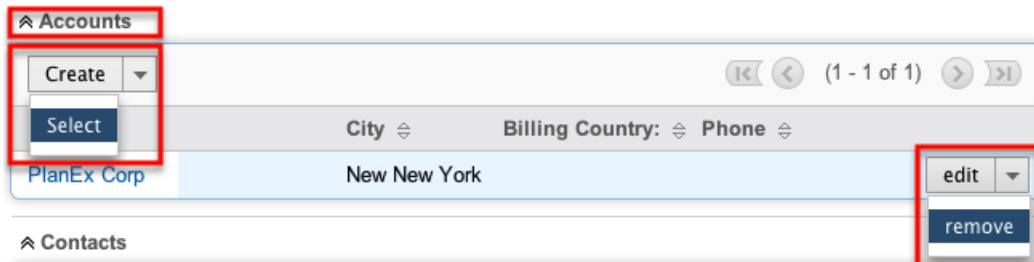 Accounts
Create
(1 - 1 of 1)
Select
City Billing Country: Phone
PlanEx Corp New New York edit
remove
Contacts